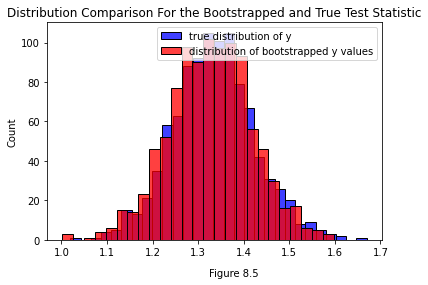 Distribution Comparison For the Bootstrapped and True Test Statistic
true distribution of y
distribution of bootstrapped y values
Count
100
80
60
40
20
0
1.0 1.1 1.2 1.3 1.4 1.5 1.6 1.7
Figure 8.5